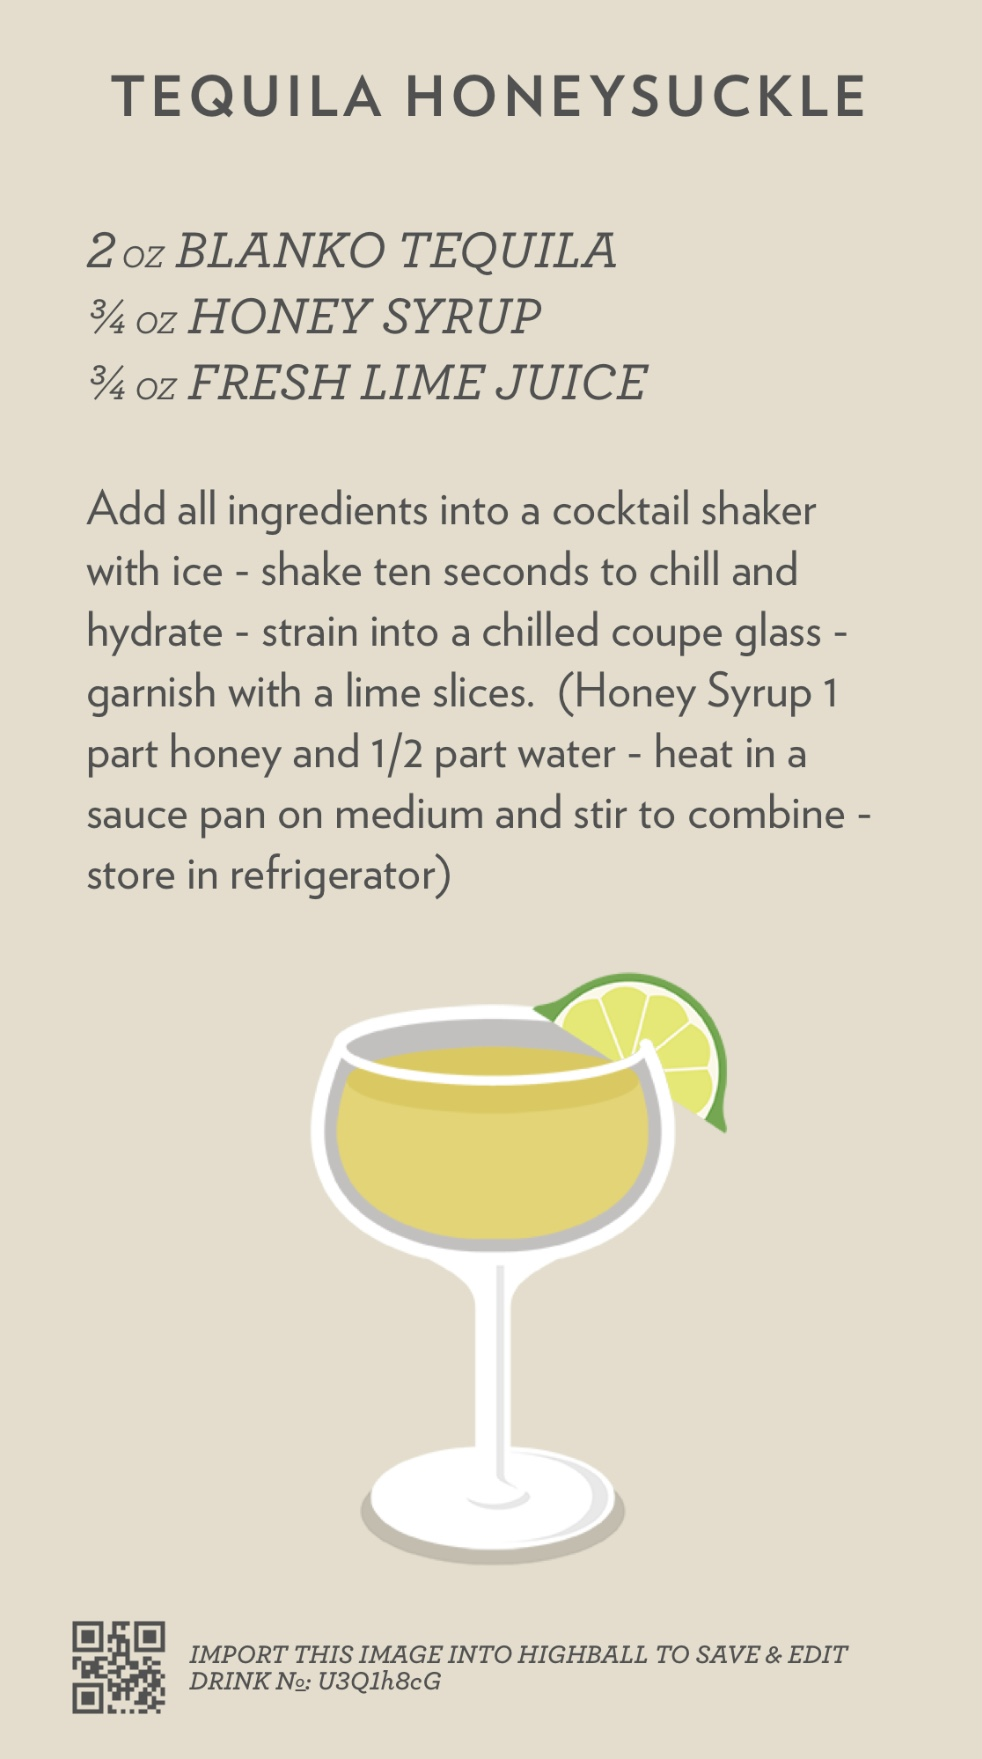 TEQUILA HONEYSUCKLE
2 oz BLANKO TEQUILA
¾ oz HONEY SYRUP
¾ oz FRESH LIME JUICE
Add all ingredients into a cocktail shaker
with ice - shake ten seconds to chill and
hydrate - strain into a chilled coupe glass -
garnish with a lime slices.  (Honey Syrup 1
part honey and 1/2 part water - heat in a
sauce pan on medium and stir to combine -
store in refrigerator)
IMPORT THIS IMAGE INTO HIGHBALL TO SAVE & EDIT
DRINK №: U3Q1h8cG